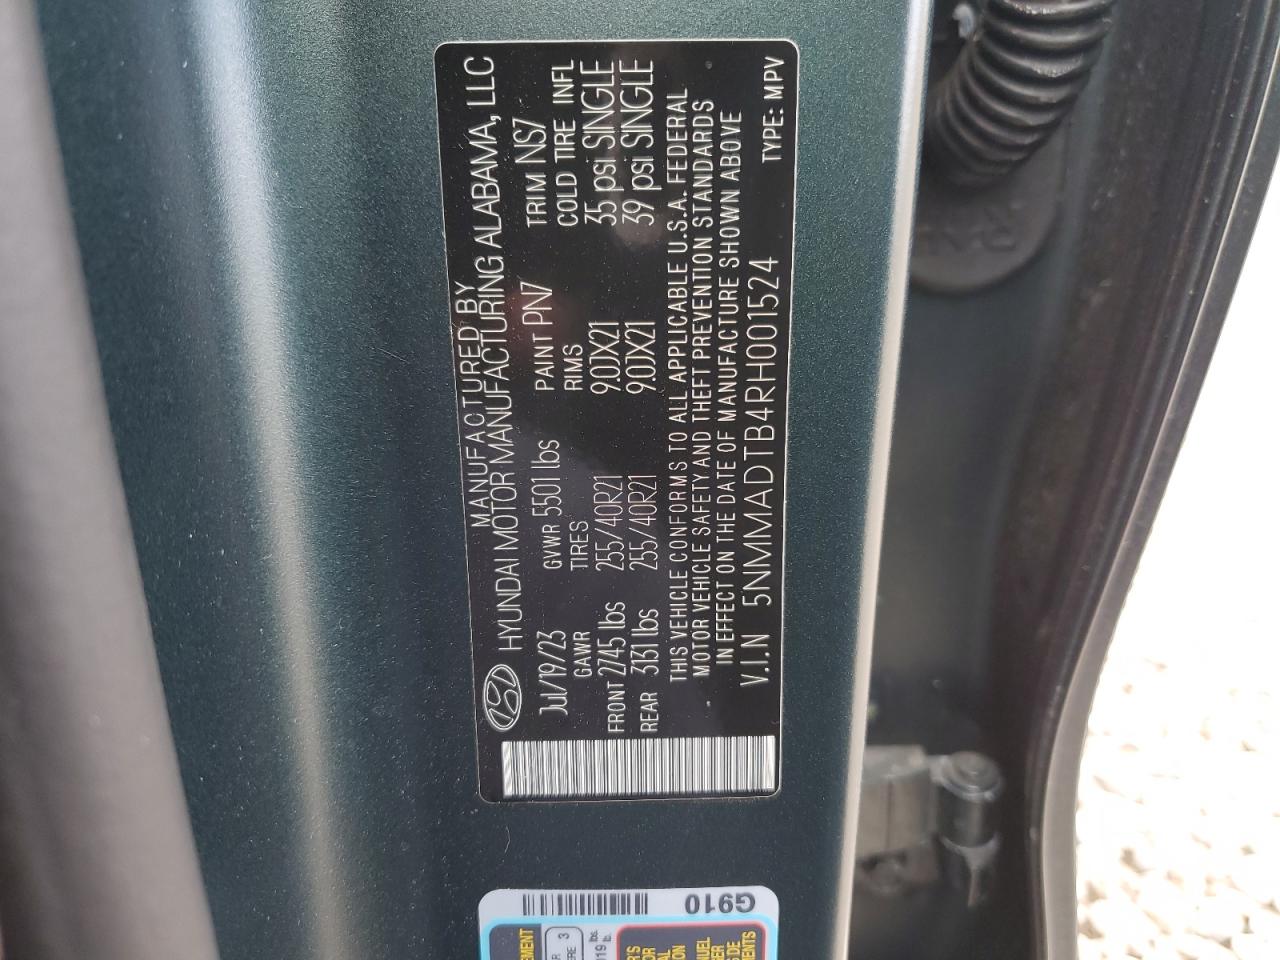 MANUFACTURED BY
HYUNDAI MOTOR MANUFACTURING ALABAMA, LLC
Jul/19/23 GVWR 5501 lbs PAINT PN7 TRIM NS7
GAWR TIRES RIMS COLD TIRE INFL
FRONT 2745 lbs 255/40R21 9.0JX21 35 psi SINGLE
REAR 3131 lbs 255/40R21 9.0JX21 39 psi SINGLE
THIS VEHICLE CONFORMS TO ALL APPLICABLE U.S.A. FEDERAL
MOTOR VEHICLE SAFETY AND THEFT PREVENTION STANDARDS
IN EFFECT ON THE DATE OF MANUFACTURE SHOWN ABOVE
V.I.N 5NMMADTB4RH001524 TYPE: MPV
G910